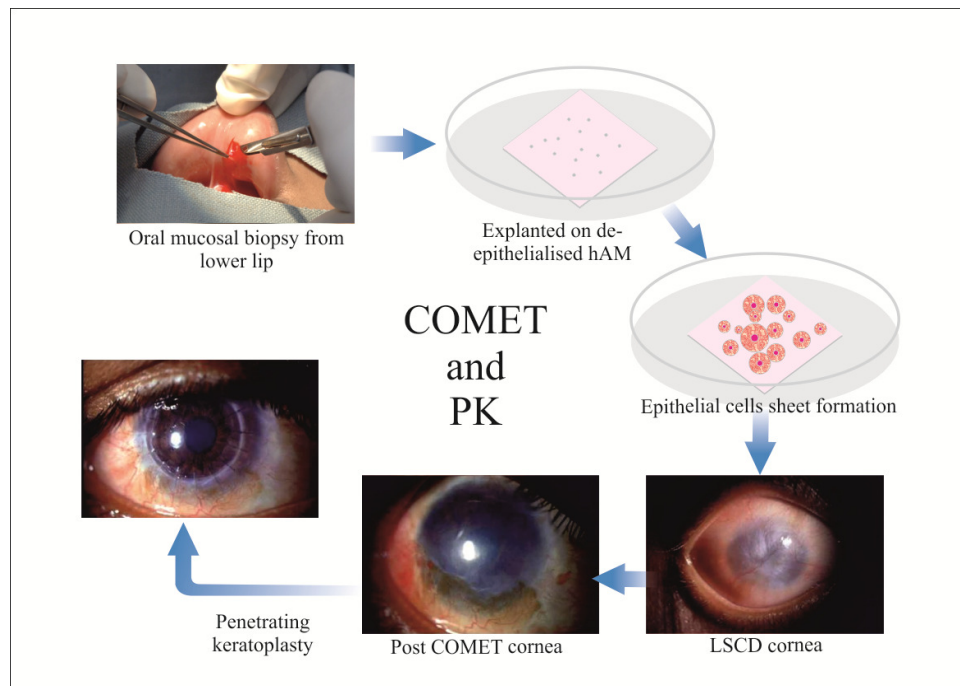 Oral mucosal biopsy from
lower lip
Explanted on de-
epithelialised hAM
Epithelial cells sheet formation
COMET
and
PK
LSCD cornea
Post COMET cornea
Penetrating
keratoplasty